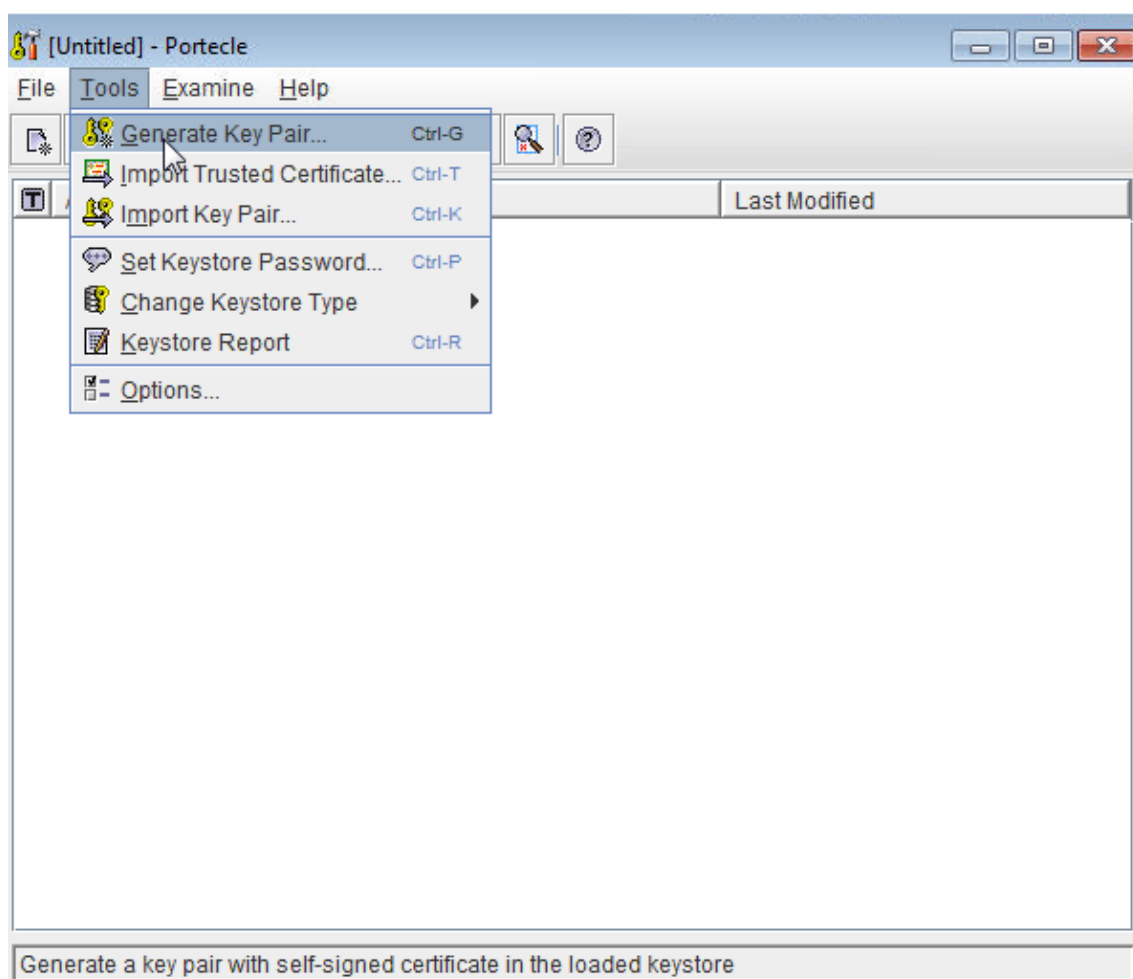 [Untitled] - Portecle
File Tools Examine Help
Generate Key Pair... Ctrl-G
Import Trusted Certificate... Ctrl-T
T Last Modified
Import Key Pair... Ctrl-K
Set Keystore Password... Ctrl-P
Change Keystore Type
Keystore Report Ctrl-R
Options...
Generate a key pair with self-signed certificate in the loaded keystore